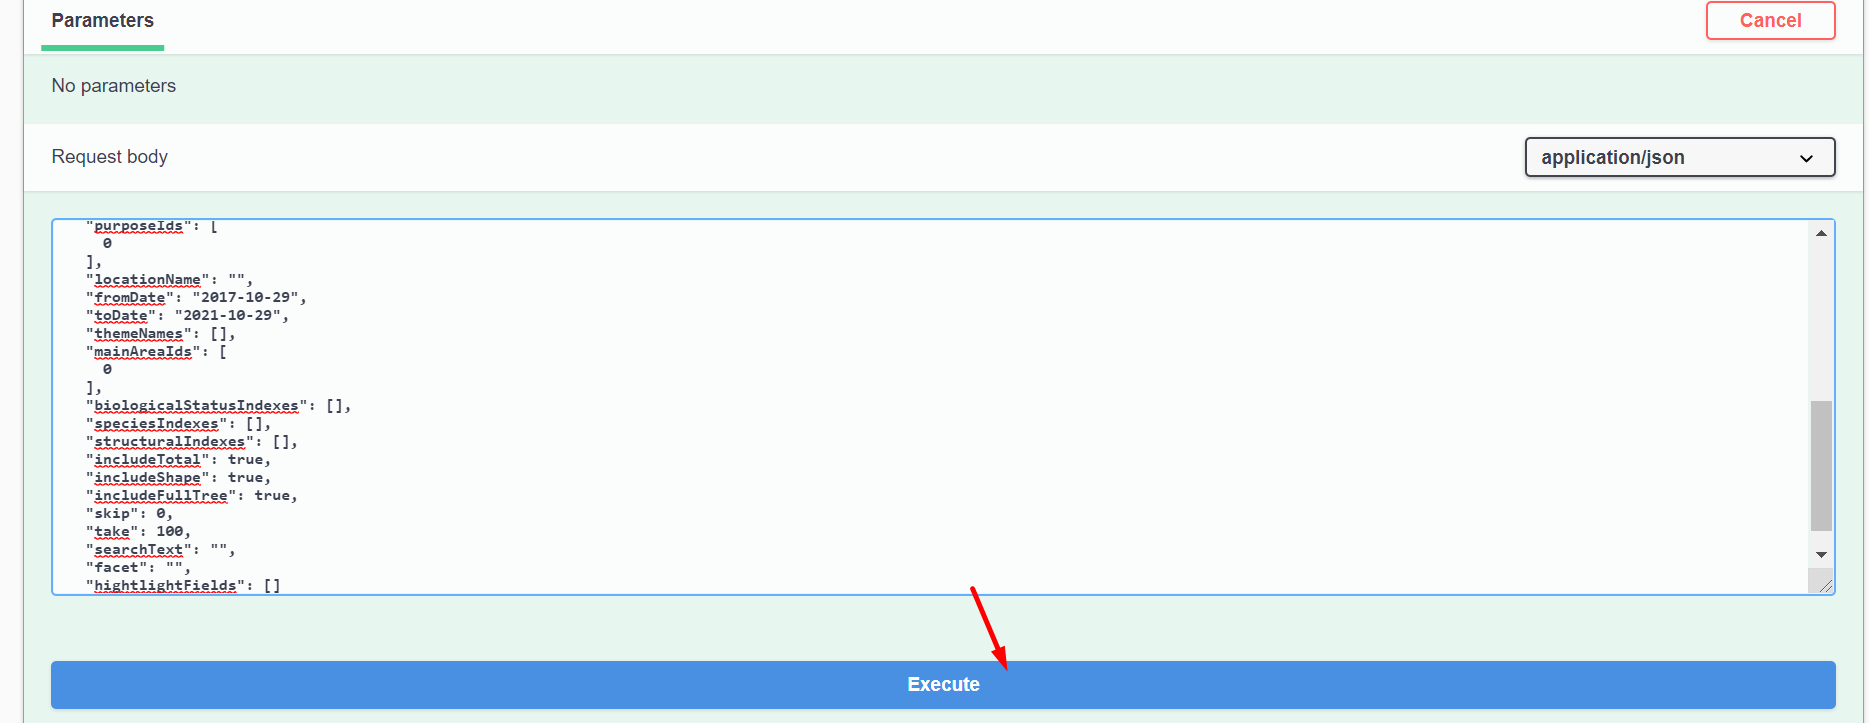 Parameters
Cancel
No parameters
Request body
application/json
"purposeIds": [
0
],
"locationName": "",
"fromDate": "2017-10-29",
"toDate": "2021-10-29",
"themeNames": [],
"mainAreaIds": [
0
],
"biologicalStatusIndexes": [],
"speciesIndexes": [],
"structuralIndexes": [],
"includeTotal": true,
"includeShape": true,
"includeFullTree": true,
"skip": 0,
"take": 100,
"searchText": "",
"facet": "",
"hightlightFields": []
Execute